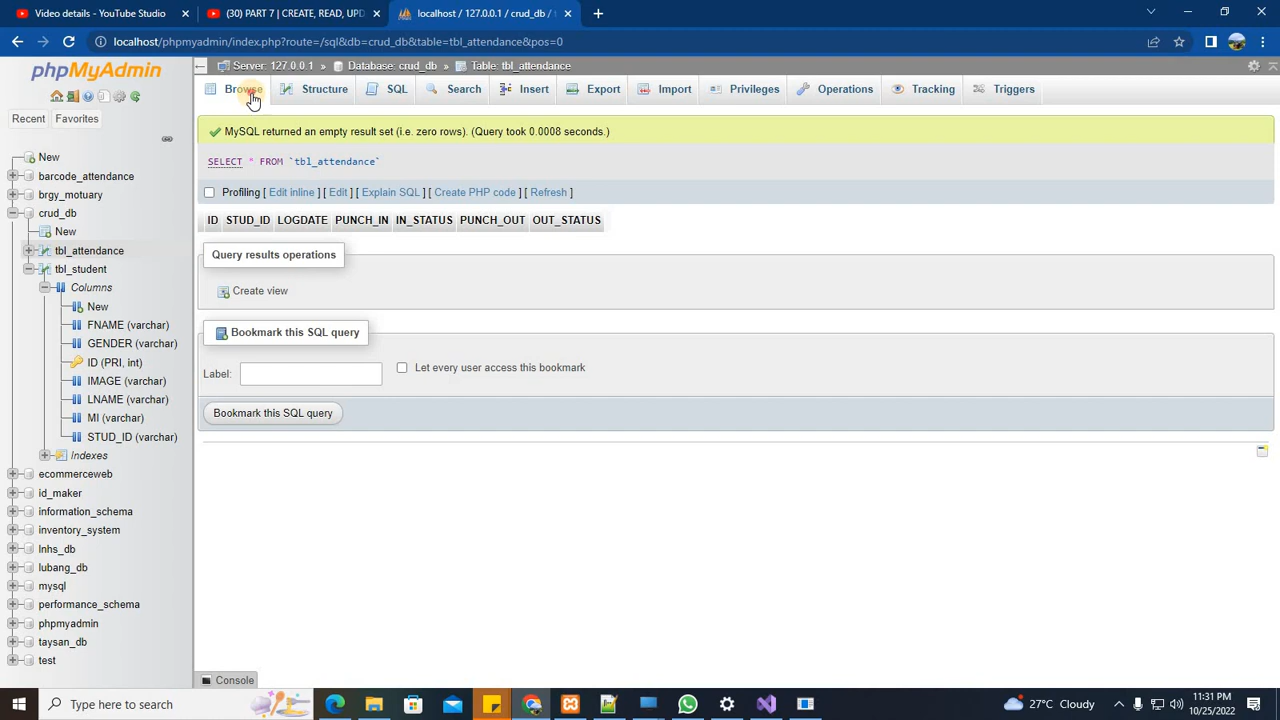 Video details - YouTube Studio
(30) PART 7 | CREATE, READ, UPD
localhost / 127.0.0.1 / crud_db /
localhost/phpmyadmin/index.php?route=/sql&db=crud_db&table=tbl_attendance&pos=0
phpMyAdmin
Recent
Favorites
New
barcode_attendance
brgy_motuary
crud_db
New
tbl_attendance
tbl_student
Columns
New
FNAME (varchar)
GENDER (varchar)
ID (PRI, int)
IMAGE (varchar)
LNAME (varchar)
MI (varchar)
STUD_ID (varchar)
Indexes
ecommerceweb
id_maker
information_schema
inventory_system
lnhs_db
lubang_db
mysql
performance_schema
phpmyadmin
taysan_db
test
Server: 127.0.0.1 » Database: crud_db » Table: tbl_attendance
Browse Structure SQL Search Insert Export Import Privileges Operations Tracking Triggers
MySQL returned an empty result set (i.e. zero rows). (Query took 0.0008 seconds.)
SELECT * FROM `tbl_attendance`
Profiling [ Edit inline ] [ Edit ] [ Explain SQL ] [ Create PHP code ] [ Refresh ]
ID STUD_ID LOGDATE PUNCH_IN IN_STATUS PUNCH_OUT OUT_STATUS
Query results operations
Create view
Bookmark this SQL query
Label:
Let every user access this bookmark
Bookmark this SQL query
Console
Type here to search
27°C Cloudy
11:31 PM
10/25/2022